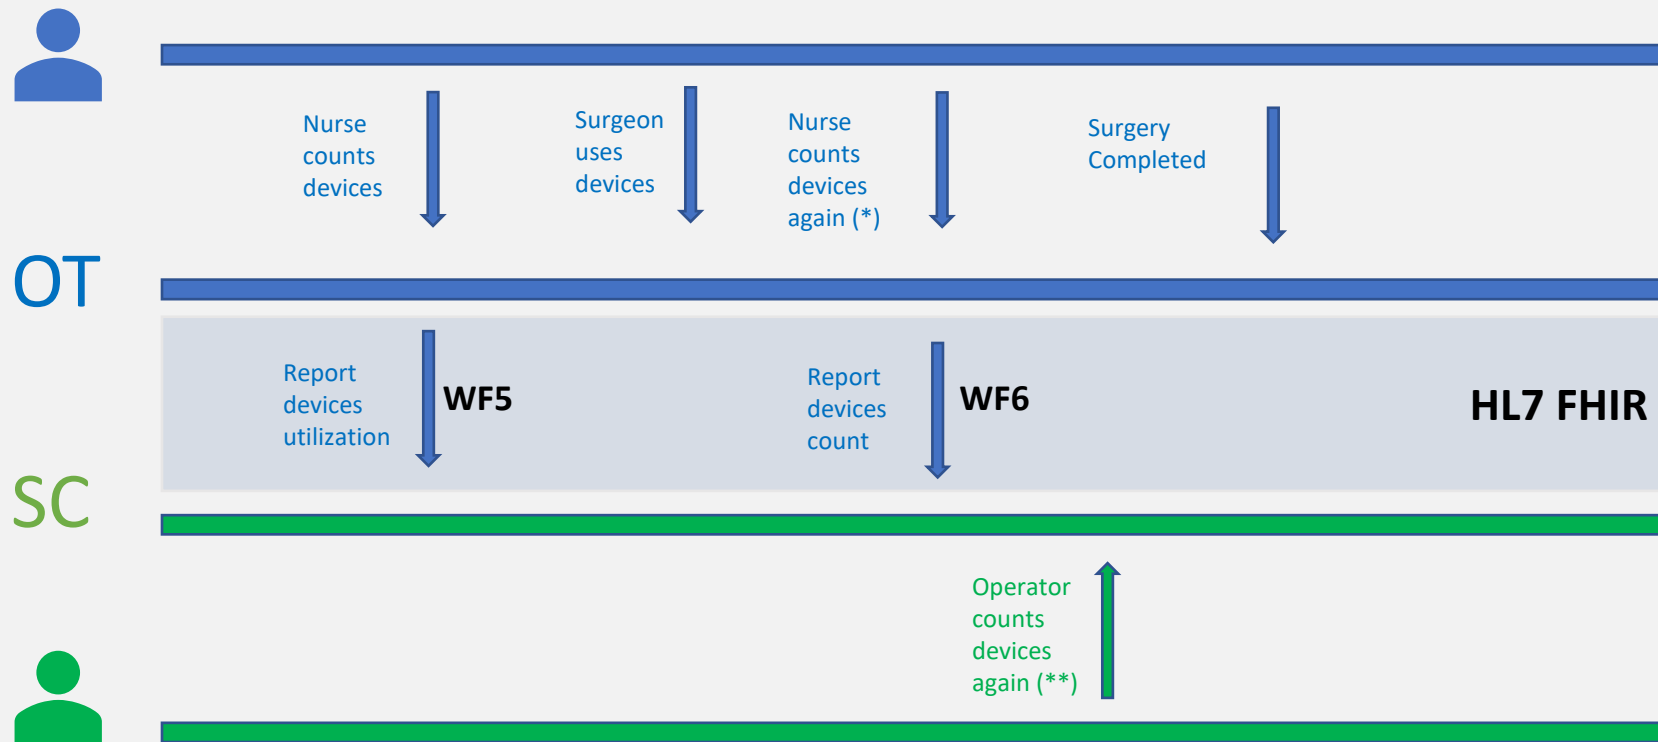 Nurse
counts
devices
Surgeon
uses
devices
Nurse
counts
devices
again (*)
Surgery
Completed
OT
Report
devices
utilization
WF5
Report
devices
count
WF6
HL7 FHIR
SC
Operator
counts
devices
again (**)